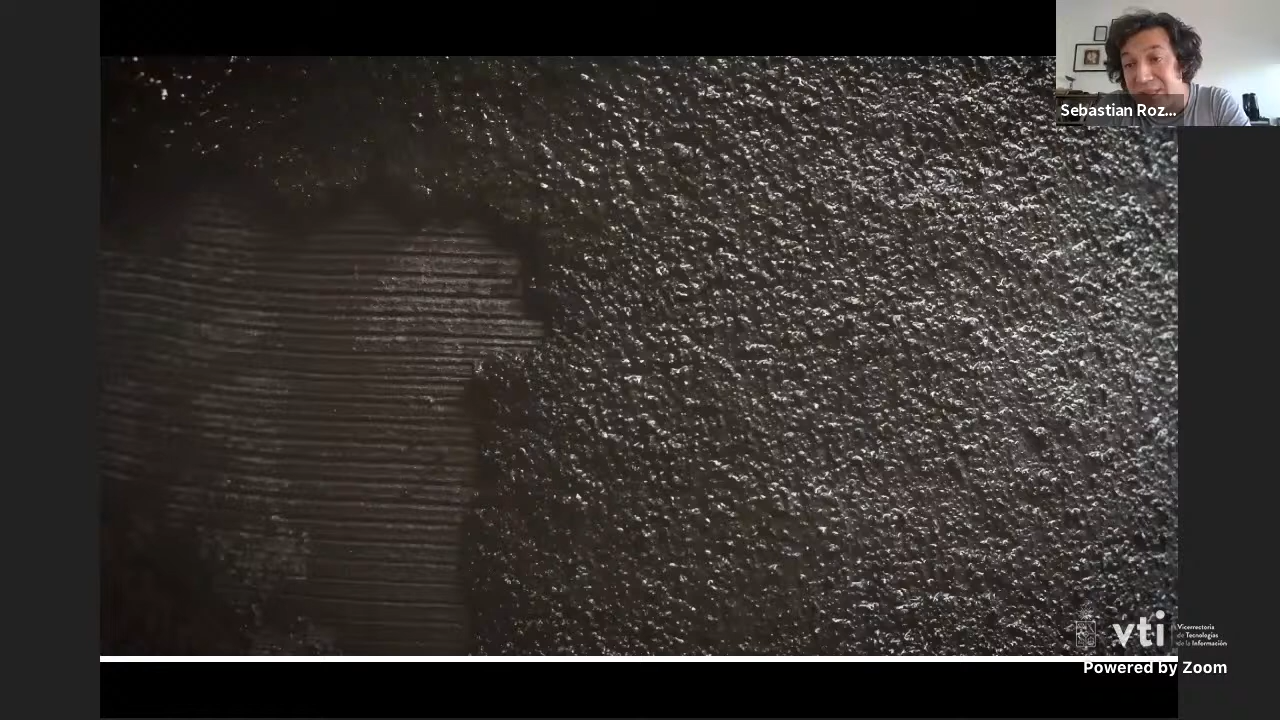 Sebastian Roz...
vti
Vicerrectoría
de Tecnologías
de la Información
Powered by Zoom